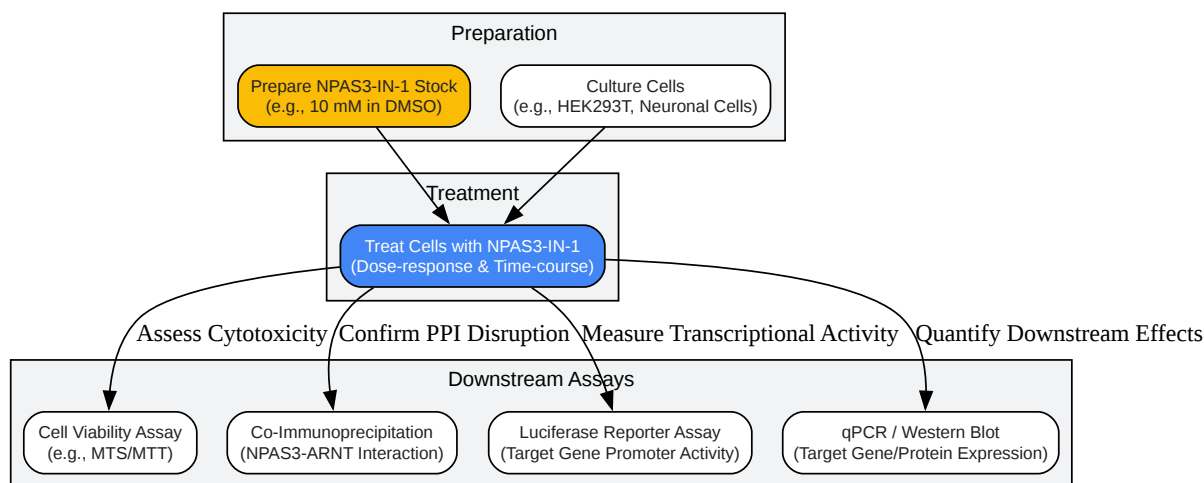 Preparation
Prepare NPAS3-IN-1 Stock
(e.g., 10 mM in DMSO)
Culture Cells
(e.g., HEK293T, Neuronal Cells)
Treatment
Treat Cells with NPAS3-IN-1
(Dose-response & Time-course)
Assess Cytotoxicity
Confirm PPI Disruption
Measure Transcriptional Activity
Quantify Downstream Effects
Downstream Assays
Cell Viability Assay
(e.g., MTS/MTT)
Co-Immunoprecipitation
(NPAS3-ARNT Interaction)
Luciferase Reporter Assay
(Target Gene Promoter Activity)
qPCR / Western Blot
(Target Gene/Protein Expression)